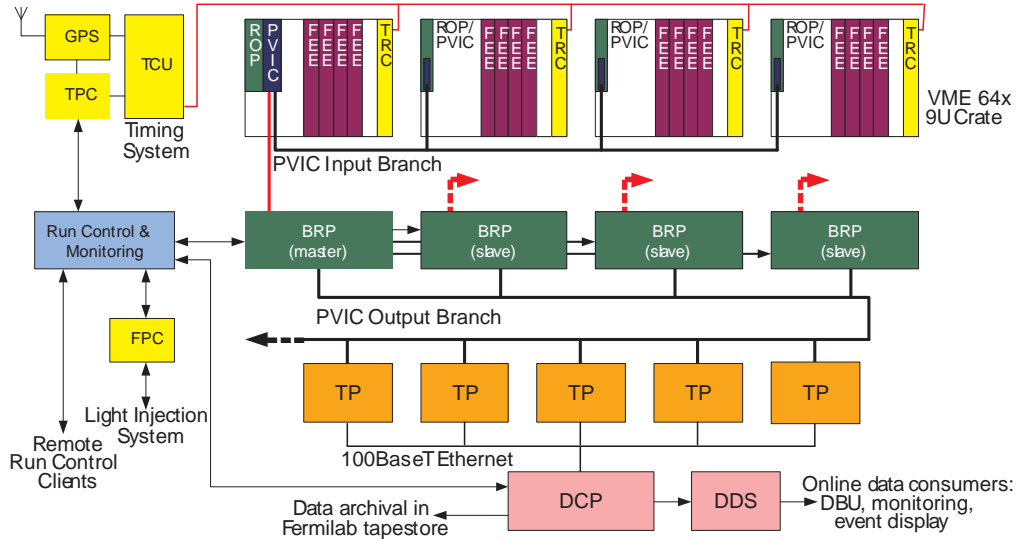 GPS
TCU
TPC
Timing
System
ROP
PVIC
FEE
FEE
FEE
FEE
TRC
ROP/
PVIC
FEE
FEE
FEE
FEE
TRC
ROP/
PVIC
FEE
FEE
FEE
FEE
TRC
ROP/
PVIC
FEE
FEE
FEE
FEE
TRC
VME 64x
9U Crate
PVIC Input Branch
Run Control &
Monitoring
BRP
(master)
BRP
(slave)
BRP
(slave)
BRP
(slave)
PVIC Output Branch
FPC
Light Injection
System
Remote
Run Control
Clients
TP
TP
TP
TP
TP
100BaseT Ethernet
Data archival in
Fermilab tapestore
DCP
DDS
Online data consumers:
DBU, monitoring,
event display